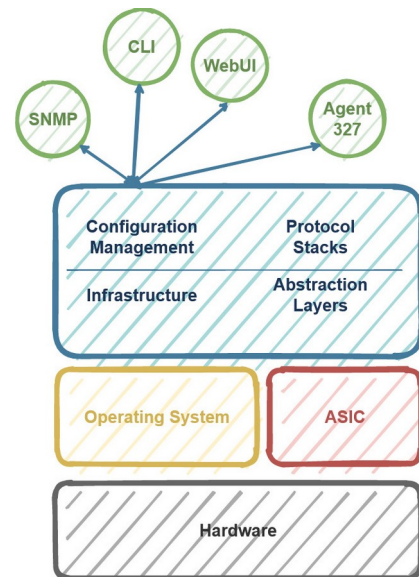 CLI
WebUI
SNMP
Agent
327
Configuration
Management
Protocol
Stacks
Infrastructure
Abstraction
Layers
Operating System
ASIC
Hardware